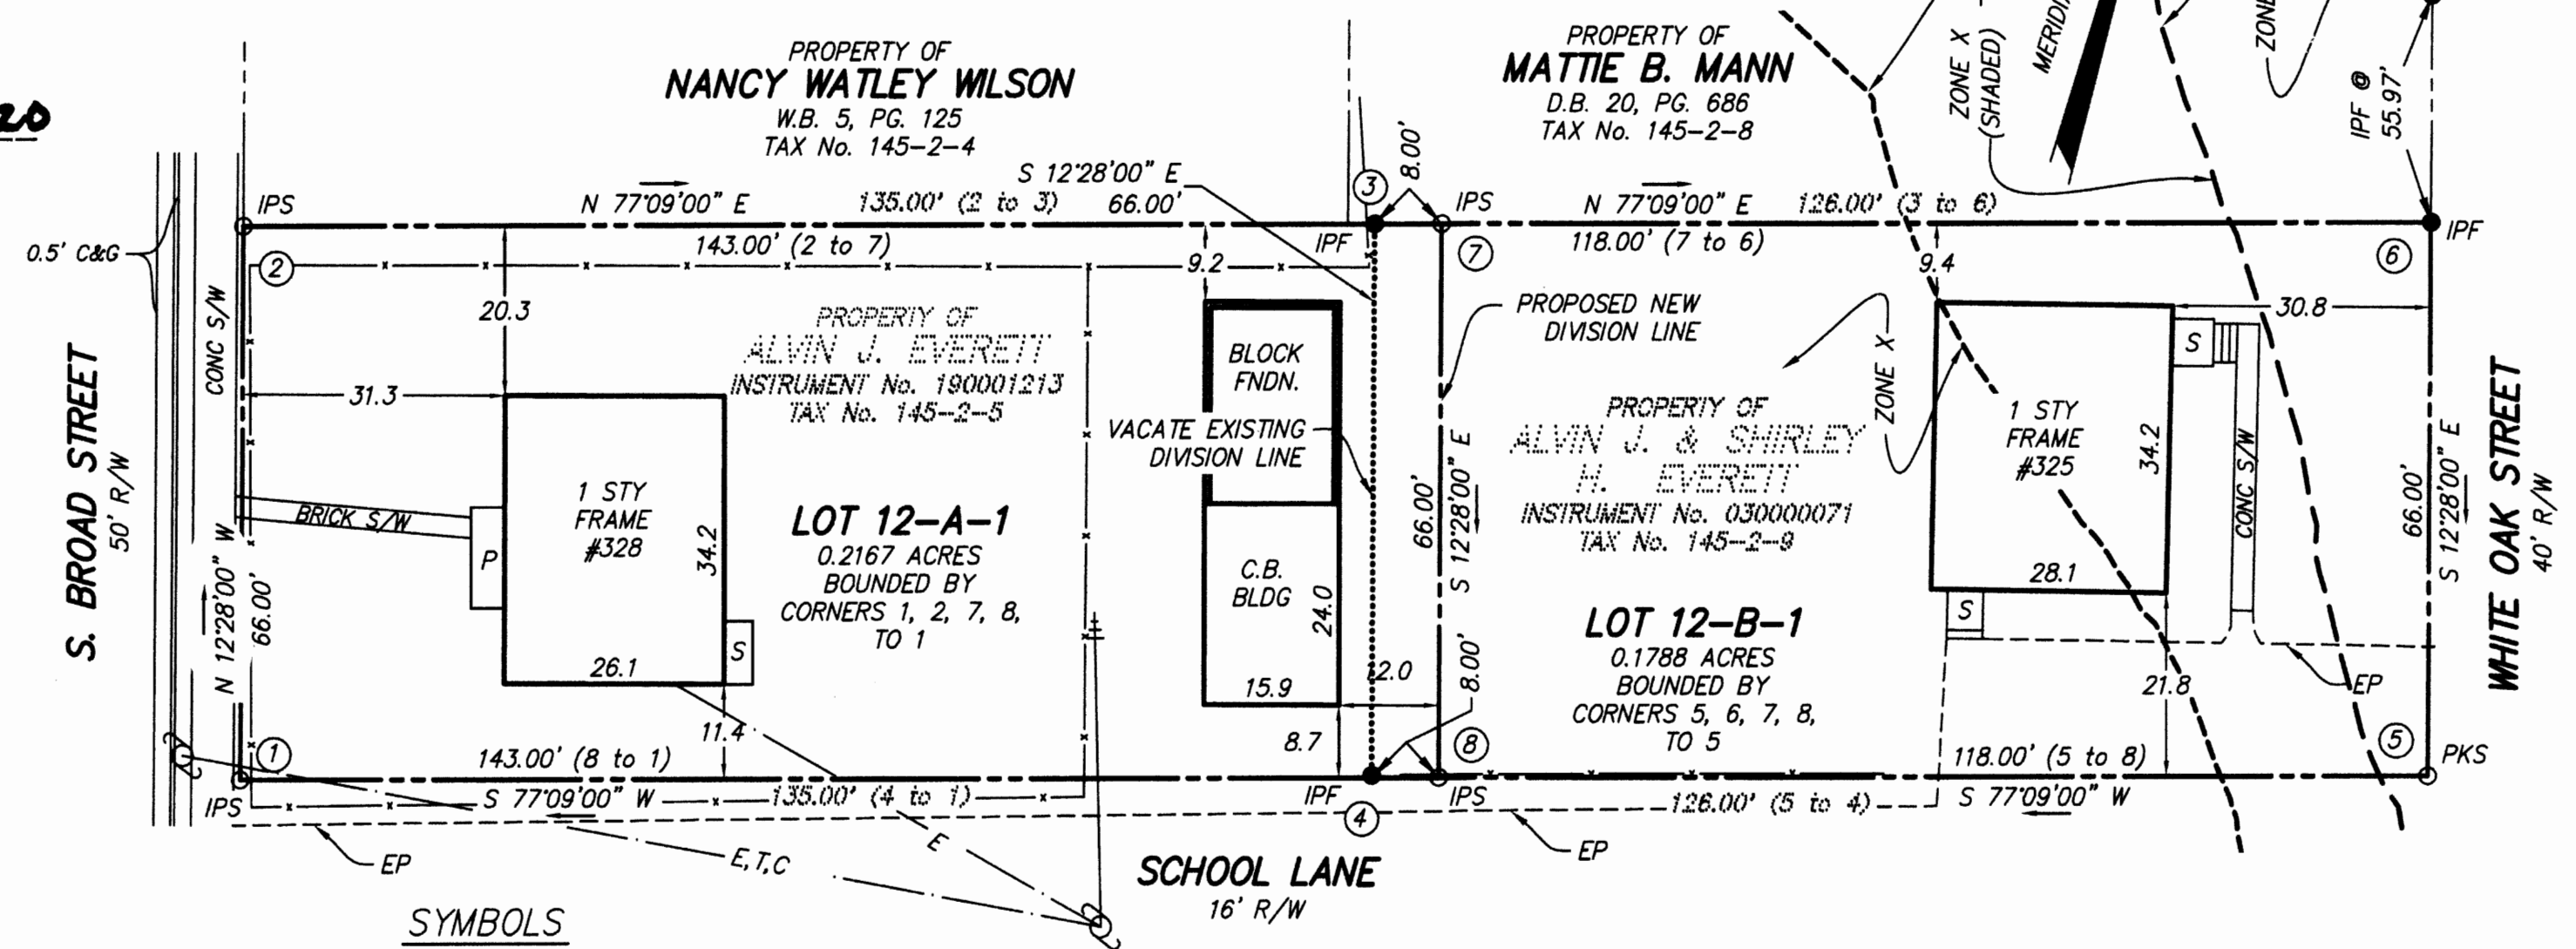 20
PROPERTY OF
NANCY WATLEY WILSON
W.B. 5, PG. 125
TAX No. 145-2-4
PROPERTY OF
MATTIE B. MANN
D.B. 20, PG. 686
TAX No. 145-2-8
ZONE X
(SHADED)
IPF @
55.97'
S 12°28'00" E
3
8.00'
IPS
N 77°09'00" E
135.00' (2 to 3)
66.00'
IPS
N 77°09'00" E
126.00' (3 to 6)
0.5' C&G
2
143.00' (2 to 7)
IPF
7
118.00' (7 to 6)
6
IPF
9.2
9.4
CONC S/W
20.3
30.8
31.3
PROPERTY OF
ALVIN J. EVERETT
INSTRUMENT No. 190001213
TAX No. 145-2-5
BLOCK
FNDN.
VACATE EXISTING
DIVISION LINE
PROPOSED NEW
DIVISION LINE
ZONE X
PROPERTY OF
ALVIN J. & SHIRLEY
H. EVERETT
INSTRUMENT No. 030000071
TAX No. 145-2-9
S
1 STY
FRAME
#325
34.2
28.1
CONC S/W
S. BROAD STREET
50' R/W
N 12°28'00" W
66.00'
BRICK S/W
P
1 STY
FRAME
#328
34.2
26.1
S
LOT 12-A-1
0.2167 ACRES
BOUNDED BY
CORNERS 1, 2, 7, 8,
TO 1
C.B.
BLDG
24.0
15.9
12.0
66.00'
S 12°28'00" E
8.00'
LOT 12-B-1
0.1788 ACRES
BOUNDED BY
CORNERS 5, 6, 7, 8,
TO 5
S
66.00'
S 12°28'00" E
WHITE OAK STREET
40' R/W
11.4
8.7
21.8
EP
1
143.00' (8 to 1)
8
118.00' (5 to 8)
5
PKS
IPS
S 77°09'00" W
135.00' (4 to 1)
IPF
4
IPS
126.00' (5 to 4)
S 77°09'00" W
EP
E,T,C
E
EP
SCHOOL LANE
16' R/W
SYMBOLS